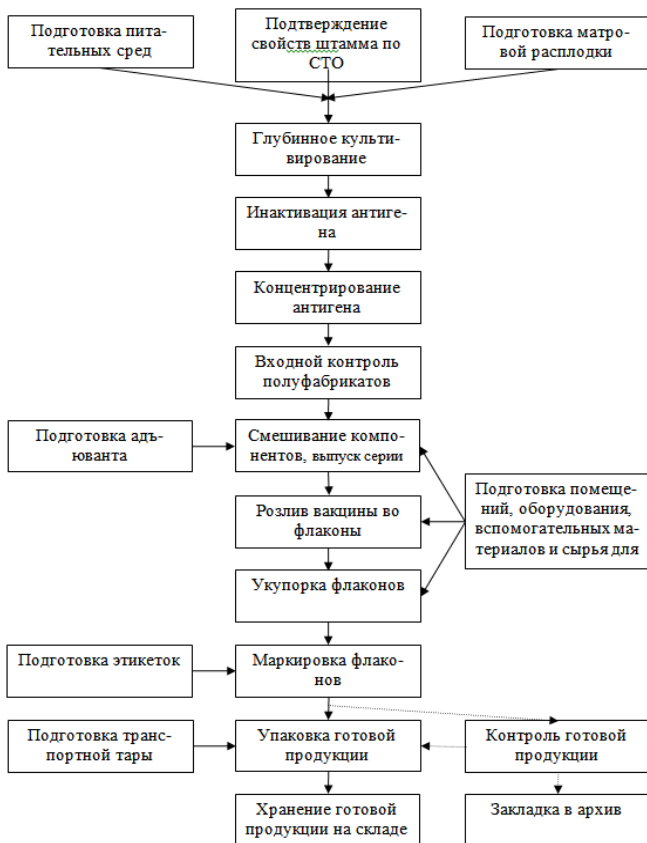 Подготовка пита-
тельных сред
Подтверждение
свойств штамма по
СТО
Подготовка матро-
вой расплодки
Глубинное культи-
вирование
Инактивация антиге-
на
Концентрирование
антигена
Входной контроль
полуфабрикатов
Подготовка адъ-
юванта
Смешивание компо-
нентов, выпуск серии
Подготовка помеще-
ний, оборудования,
вспомогательных ма-
териалов и сырья для
Розлив вакцины во
флаконы
Укупорка флаконов
Подготовка этикеток
Маркировка флако-
нов
Подготовка транс-
портной тары
Упаковка готовой
продукции
Контроль готовой
продукции
Хранение готовой
продукции на складе
Закладка в архив